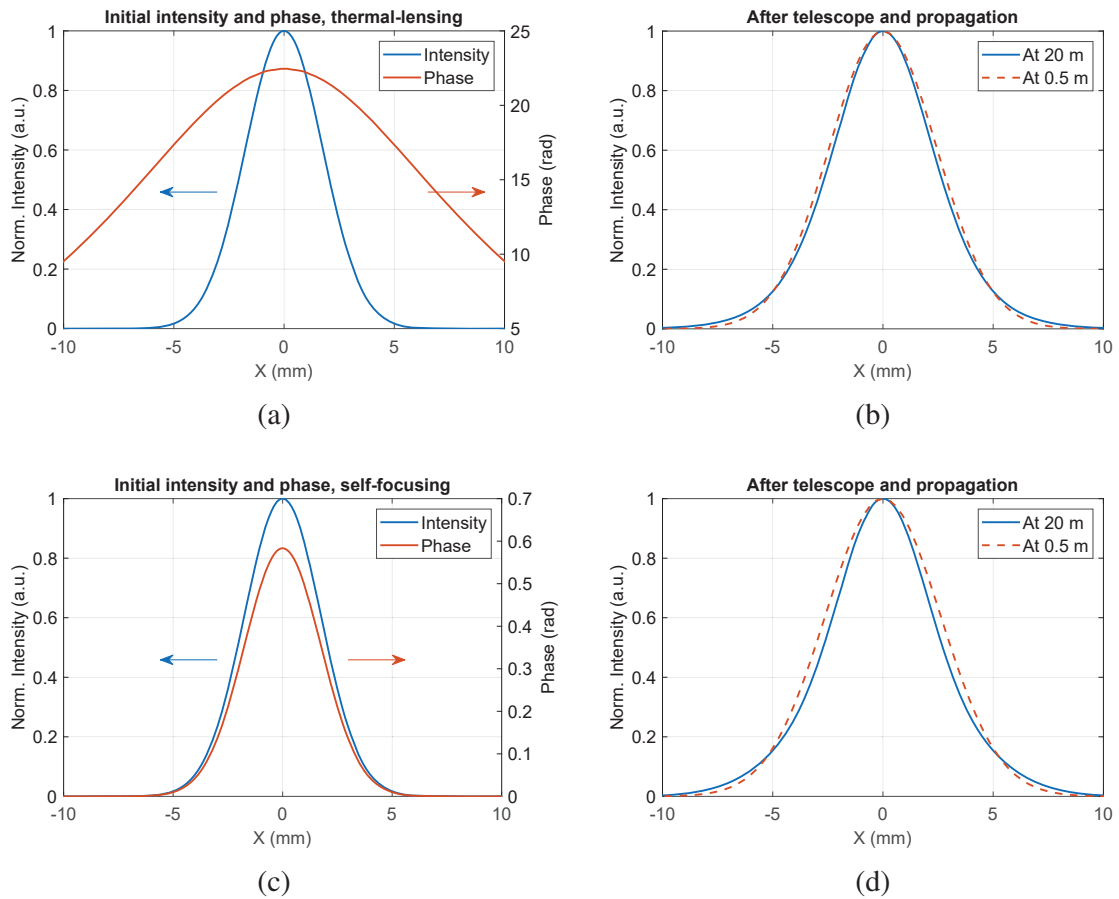 Initial intensity and phase, thermal-lensing
Norm. Intensity (a.u.)
1
0.8
0.6
0.4
0.2
0
Intensity
Phase
25
20
15
10
5
Phase (rad)
-10 -5 0 5 10
X (mm)
(a)
After telescope and propagation
Norm. Intensity (a.u.)
1
0.8
0.6
0.4
0.2
0
At 20 m
At 0.5 m
-10 -5 0 5 10
X (mm)
(b)
Initial intensity and phase, self-focusing
Norm. Intensity (a.u.)
1
0.8
0.6
0.4
0.2
0
Intensity
Phase
0.7
0.6
0.5
0.4
0.3
0.2
0.1
0
Phase (rad)
-10 -5 0 5 10
X (mm)
(c)
After telescope and propagation
Norm. Intensity (a.u.)
1
0.8
0.6
0.4
0.2
0
At 20 m
At 0.5 m
-10 -5 0 5 10
X (mm)
(d)